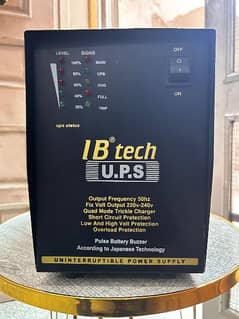 LEVEL SIGNS
OFF
100% MAIN
80% UPS
60% CHG
40% FULL
20% TRIP
ups status
ON
IB® tech
U.P.S
Output Frequency 50hz
Fix Volt Output 220v-240v
Quad Mode Trickle Charger
Short Circuit Protection
Low And High Volt Protection
Overload Protection
Pulse Battery Buzzer
According to Japenese Technology
UNINTERRUPTIBLE POWER SUPPLY